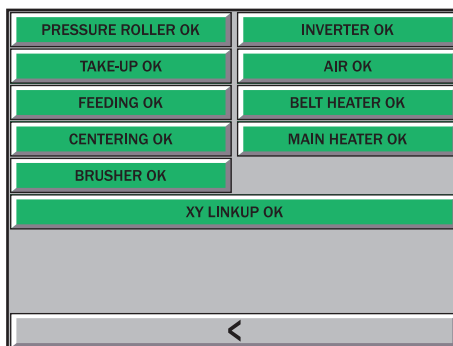 PRESSURE ROLLER OK
INVERTER OK
TAKE-UP OK
AIR OK
FEEDING OK
BELT HEATER OK
CENTERING OK
MAIN HEATER OK
BRUSHER OK
XY LINKUP OK
<